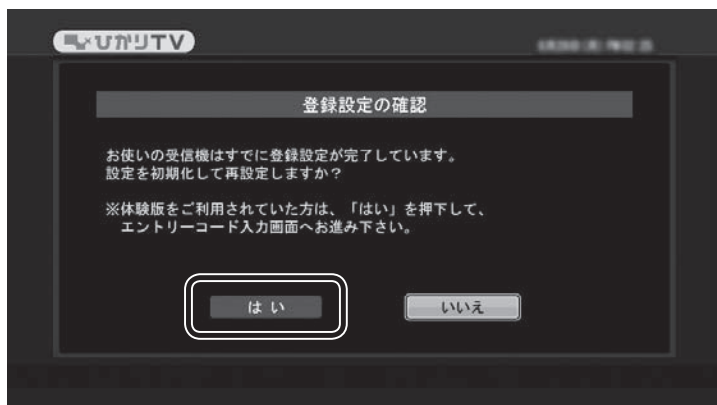 ひかりTV
登録設定の確認
お使いの受信機はすでに登録設定が完了しています。
設定を初期化して再設定しますか？
※体験版をご利用されていた方は、「はい」を押下して、
エントリーコード入力画面へお進み下さい。
はい
いいえ